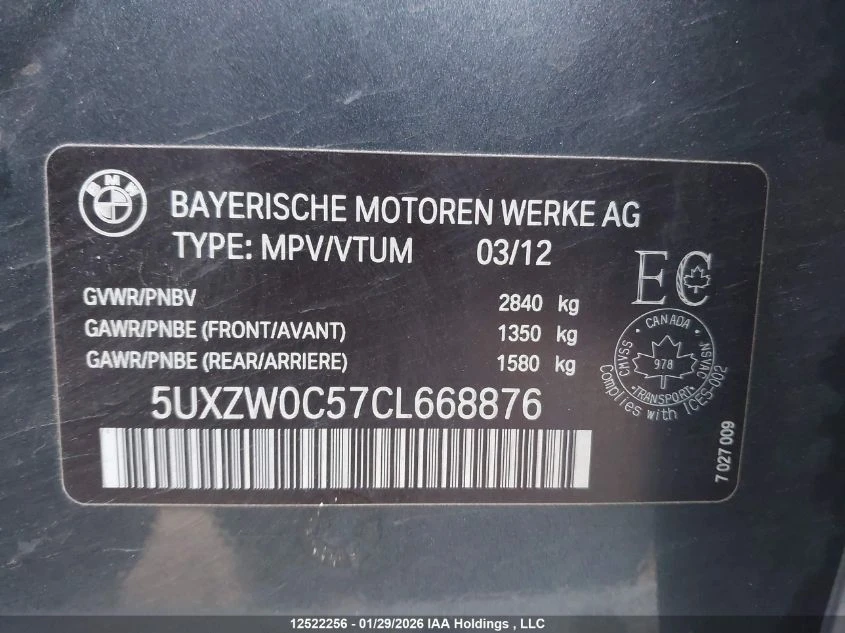 BMW
BAYERISCHE MOTOREN WERKE AG
TYPE: MPV/VTUM 03/12
EC
GVWR/PNBV 2840 kg
GAWR/PNBE (FRONT/AVANT) 1350 kg
GAWR/PNBE (REAR/ARRIERE) 1580 kg
CANADA
CMVSS 978 NSVAC
TRANSPORT
Complies with ICES-002
5UXZW0C57CL668876
7 027 009
12522256 - 01/29/2026 IAA Holdings , LLC